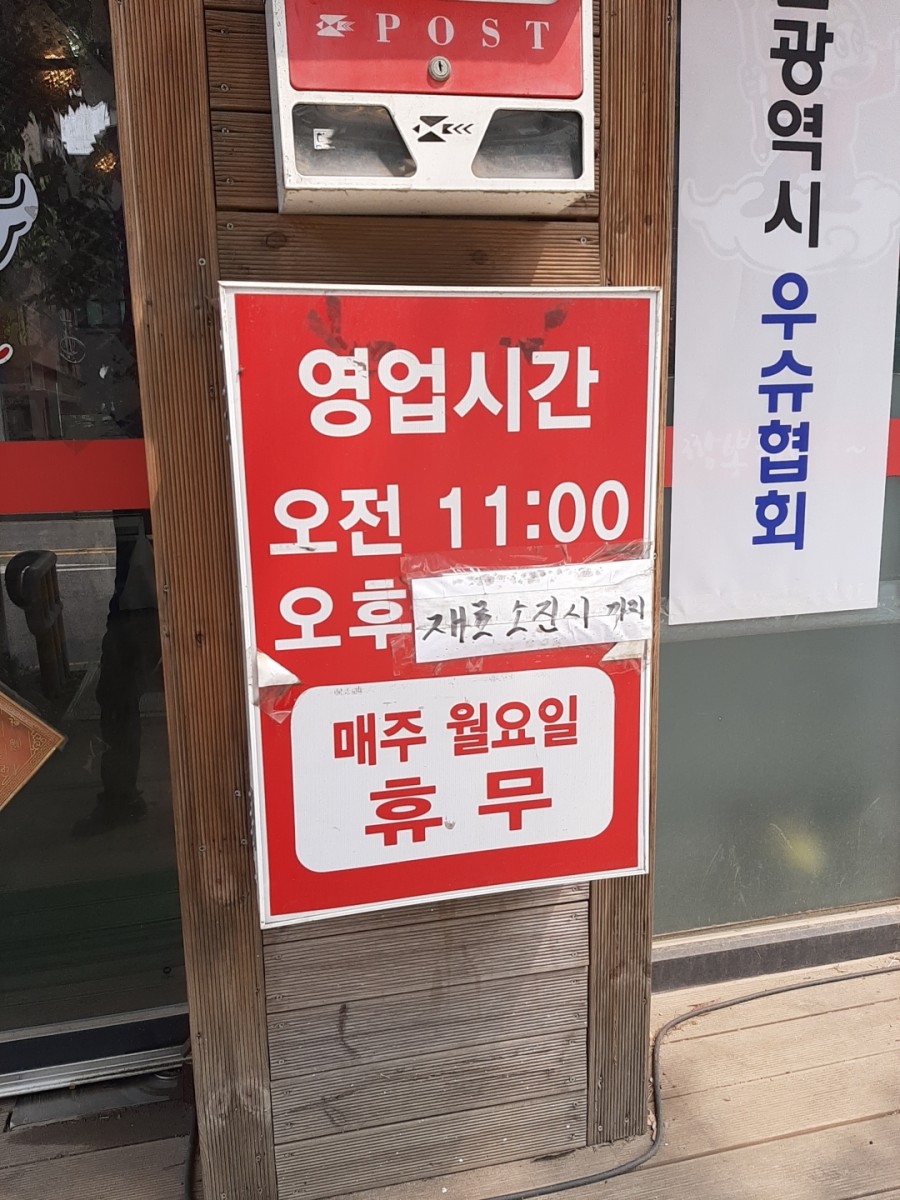 POST
영업시간
오전 11:00
오후 재료 소진시 까지
매주 월요일
휴 무
광역시 우슈협회